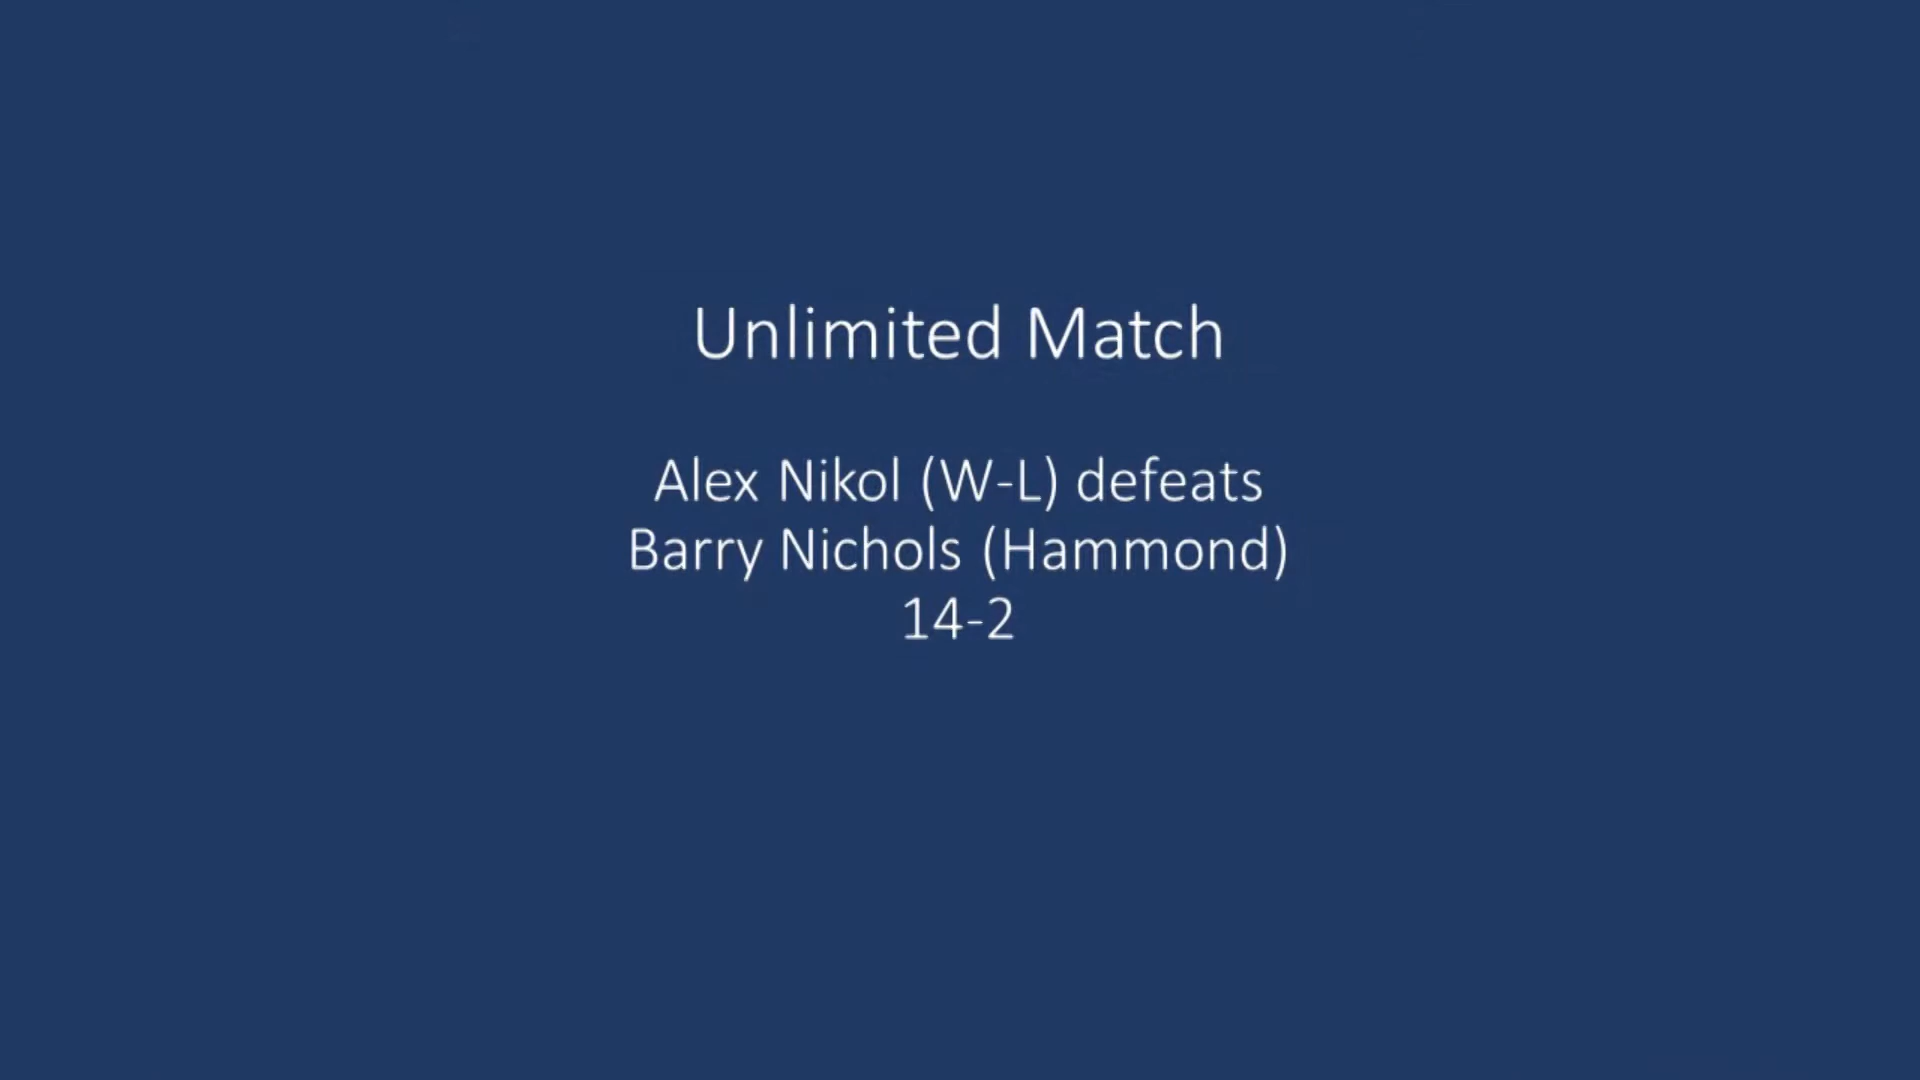 Unlimited Match
Alex Nikol (W-L) defeats
Barry Nichols (Hammond)
14-2